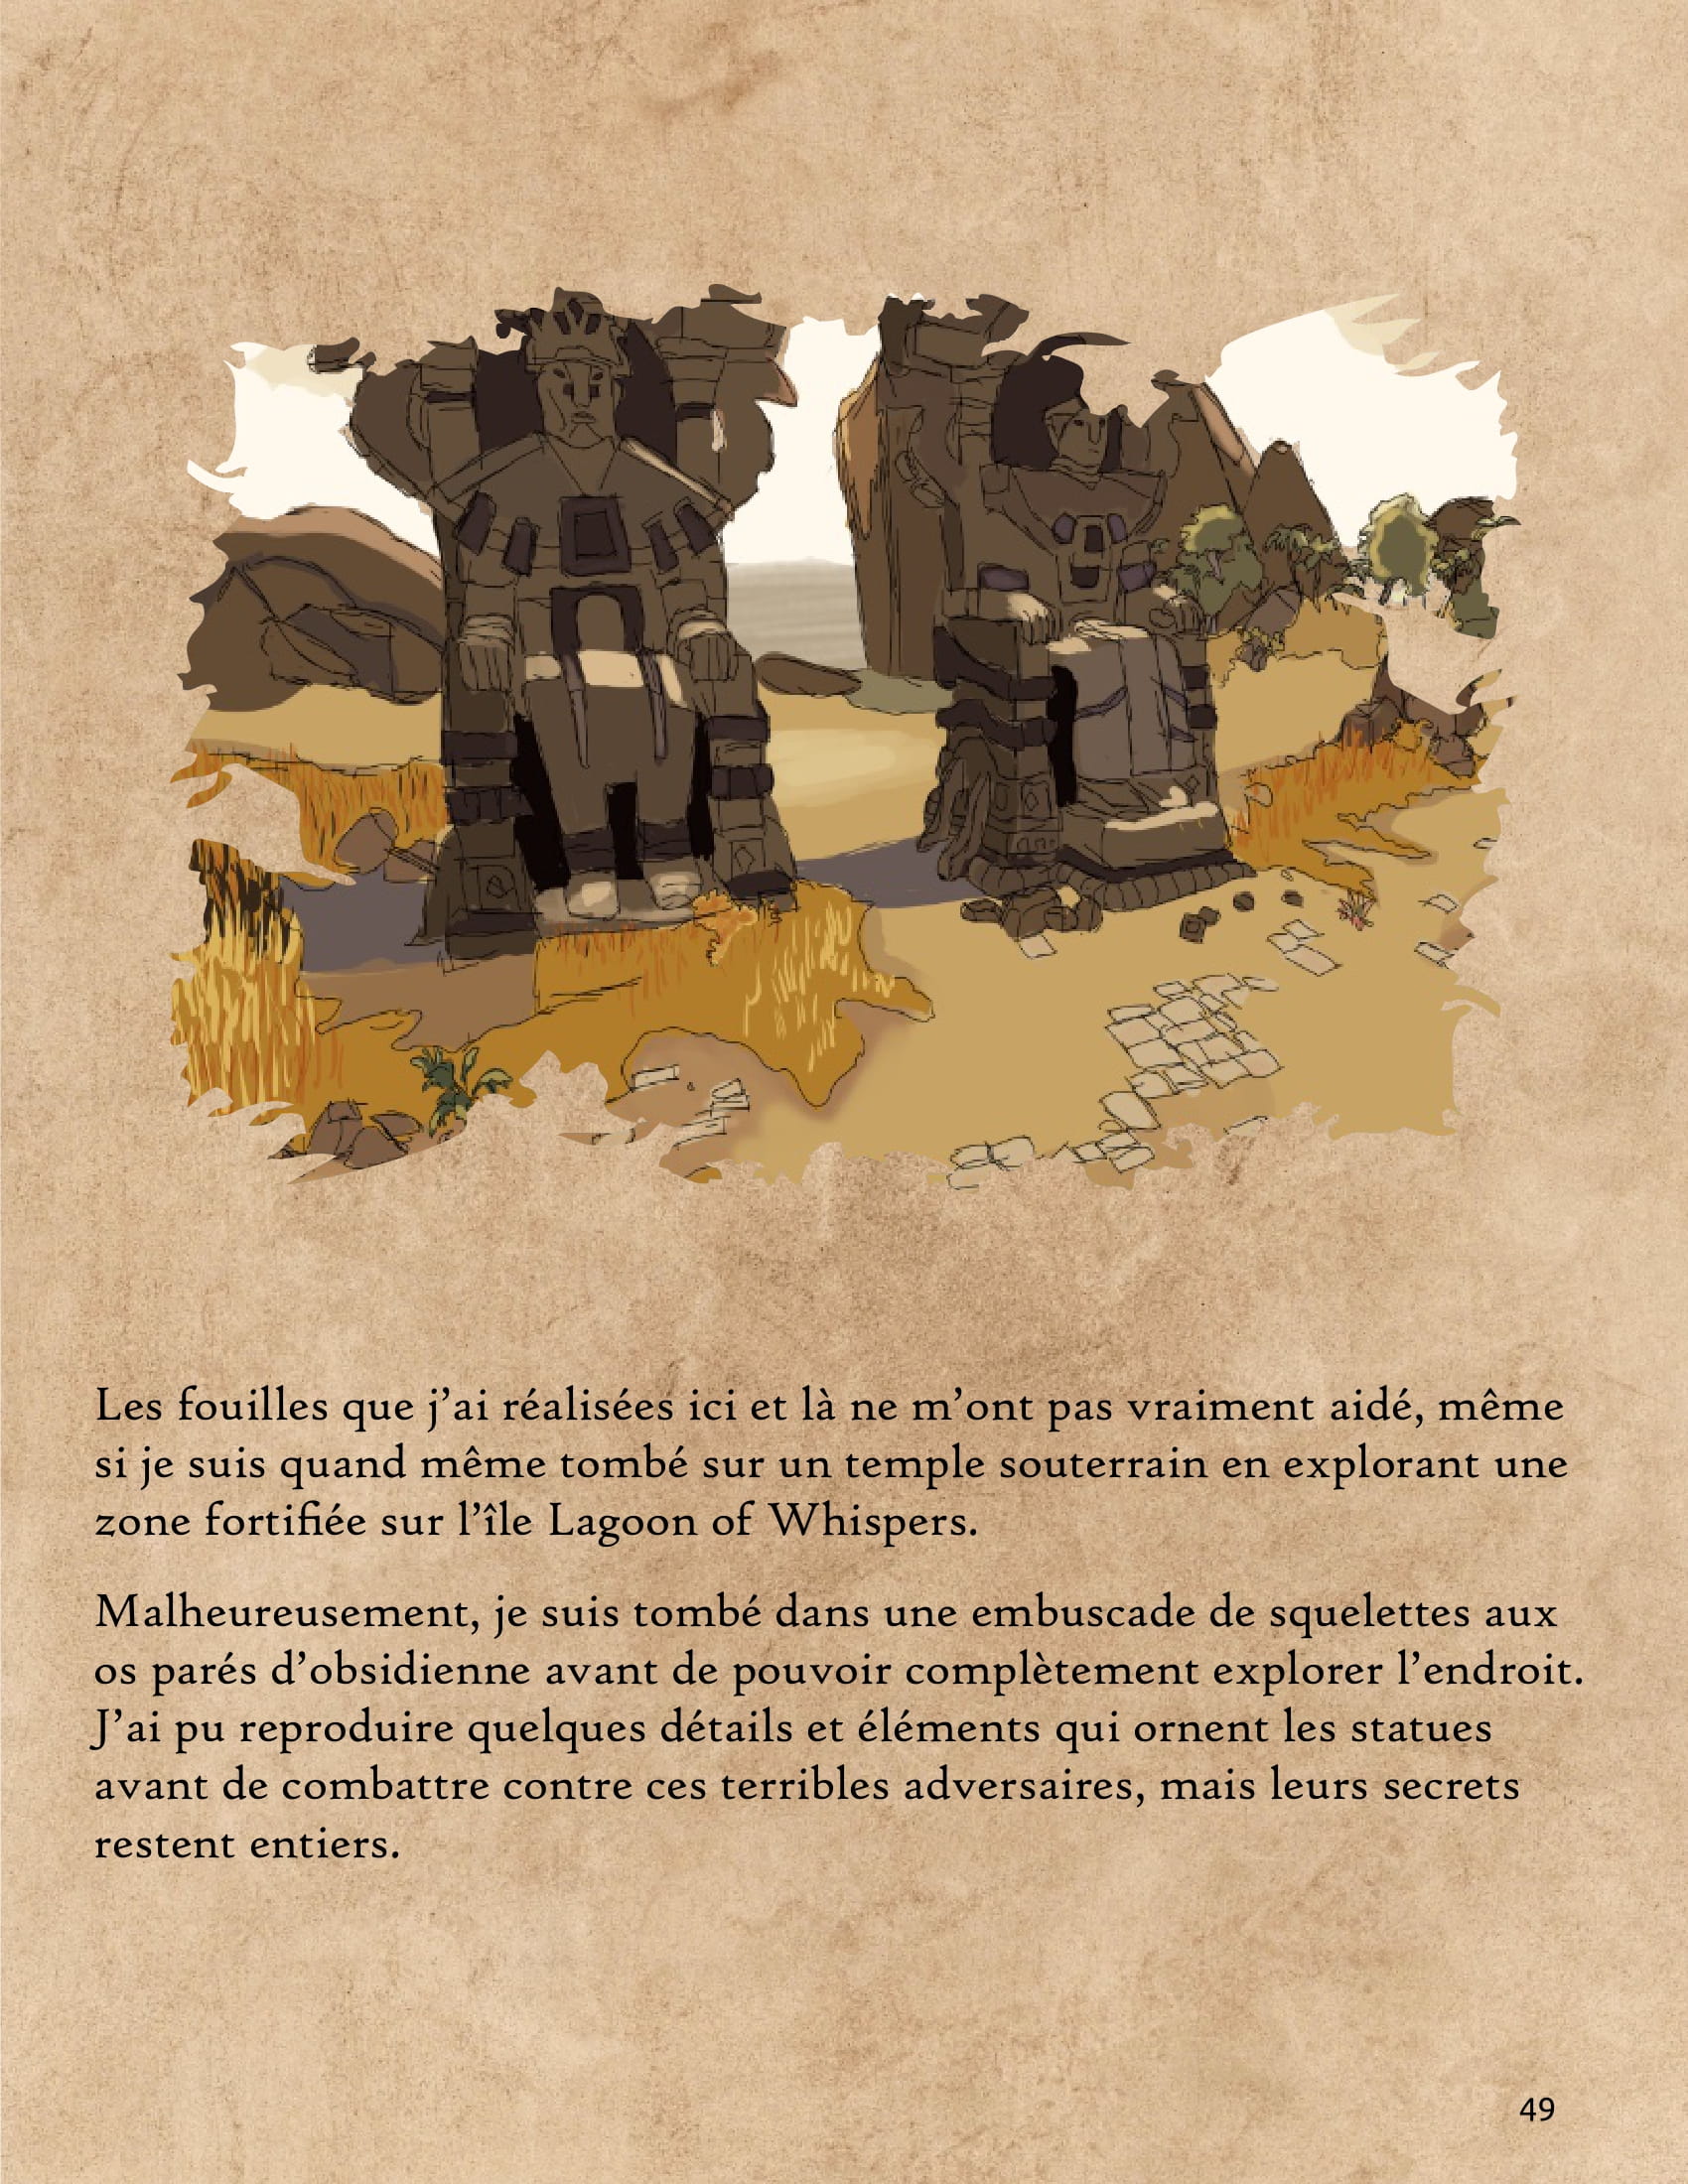 Les fouilles que j’ai réalisées ici et là ne m’ont pas vraiment aidé, même
si je suis quand même tombé sur un temple souterrain en explorant une
zone fortifiée sur l’île Lagoon of Whispers.
Malheureusement, je suis tombé dans une embuscade de squelettes aux
os parés d’obsidienne avant de pouvoir complètement explorer l’endroit.
J’ai pu reproduire quelques détails et éléments qui ornent les statues
avant de combattre contre ces terribles adversaires, mais leurs secrets
restent entiers.
49